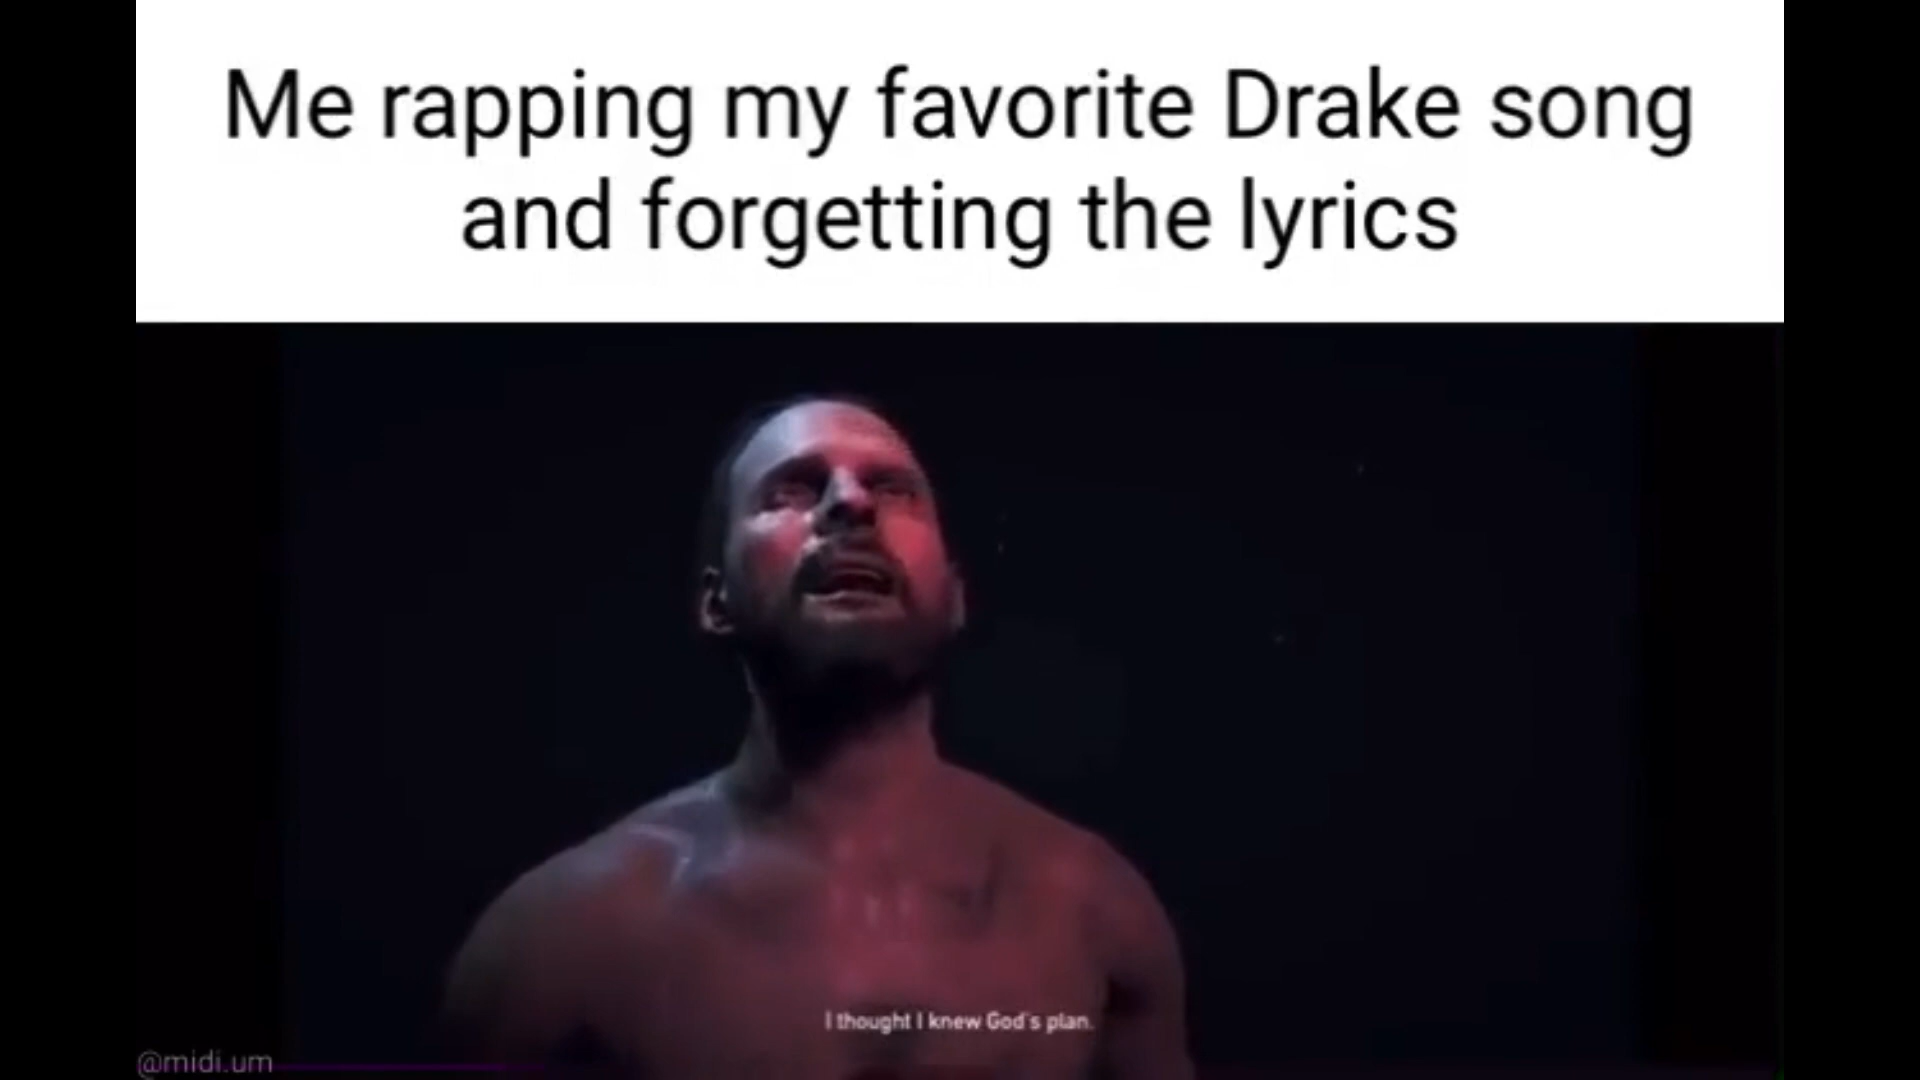 Me rapping my favorite Drake song
and forgetting the lyrics
I thought I knew God's plan.
@midi.um